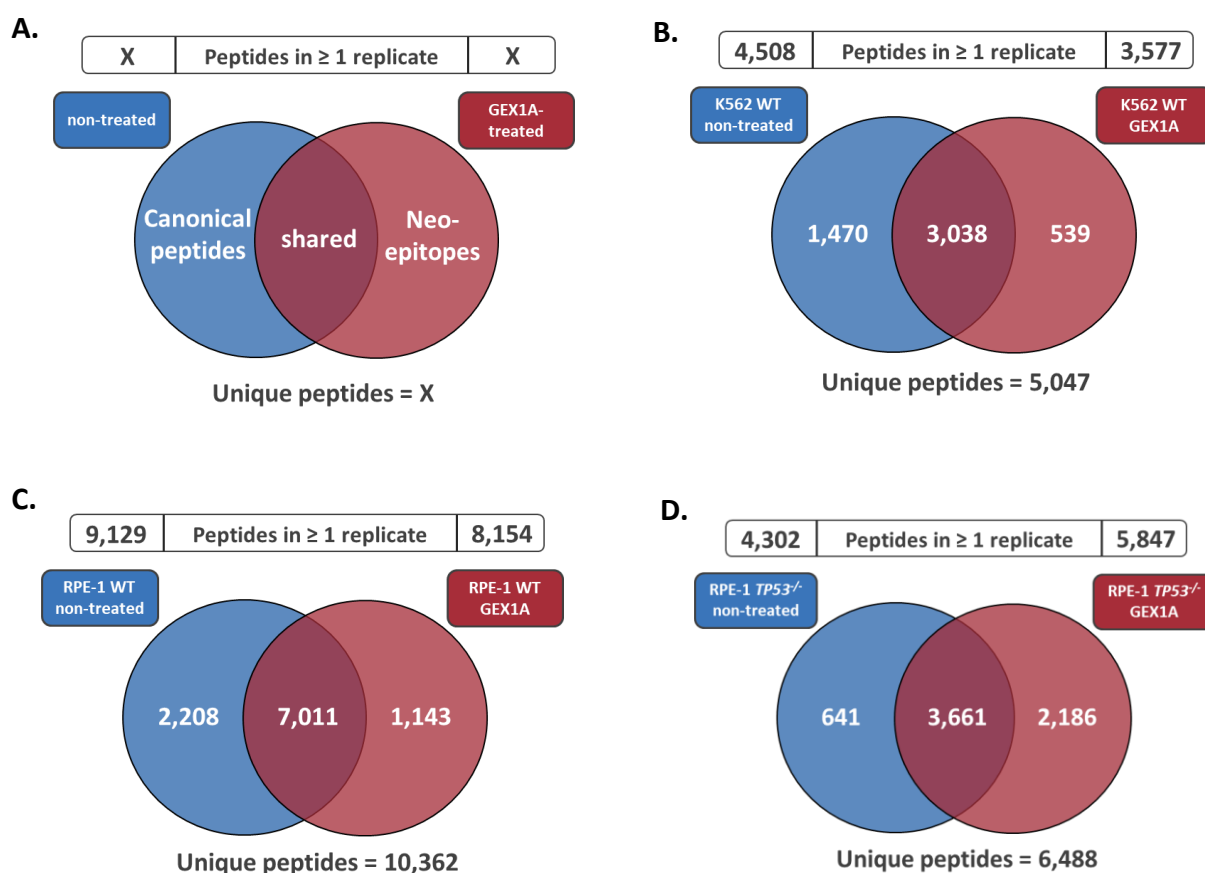 A.
X Peptides in ≥ 1 replicate X
non-treated
GEX1A-
treated
Canonical
peptides
shared
Neo-
epitopes
Unique peptides = X
B.
4,508 Peptides in ≥ 1 replicate 3,577
K562 WT
non-treated
K562 WT
GEX1A
1,470 3,038 539
Unique peptides = 5,047
C.
9,129 Peptides in ≥ 1 replicate 8,154
RPE-1 WT
non-treated
RPE-1 WT
GEX1A
2,208 7,011 1,143
Unique peptides = 10,362
D.
4,302 Peptides in ≥ 1 replicate 5,847
RPE-1 TP53-/-
non-treated
RPE-1 TP53-/-
GEX1A
641 3,661 2,186
Unique peptides = 6,488